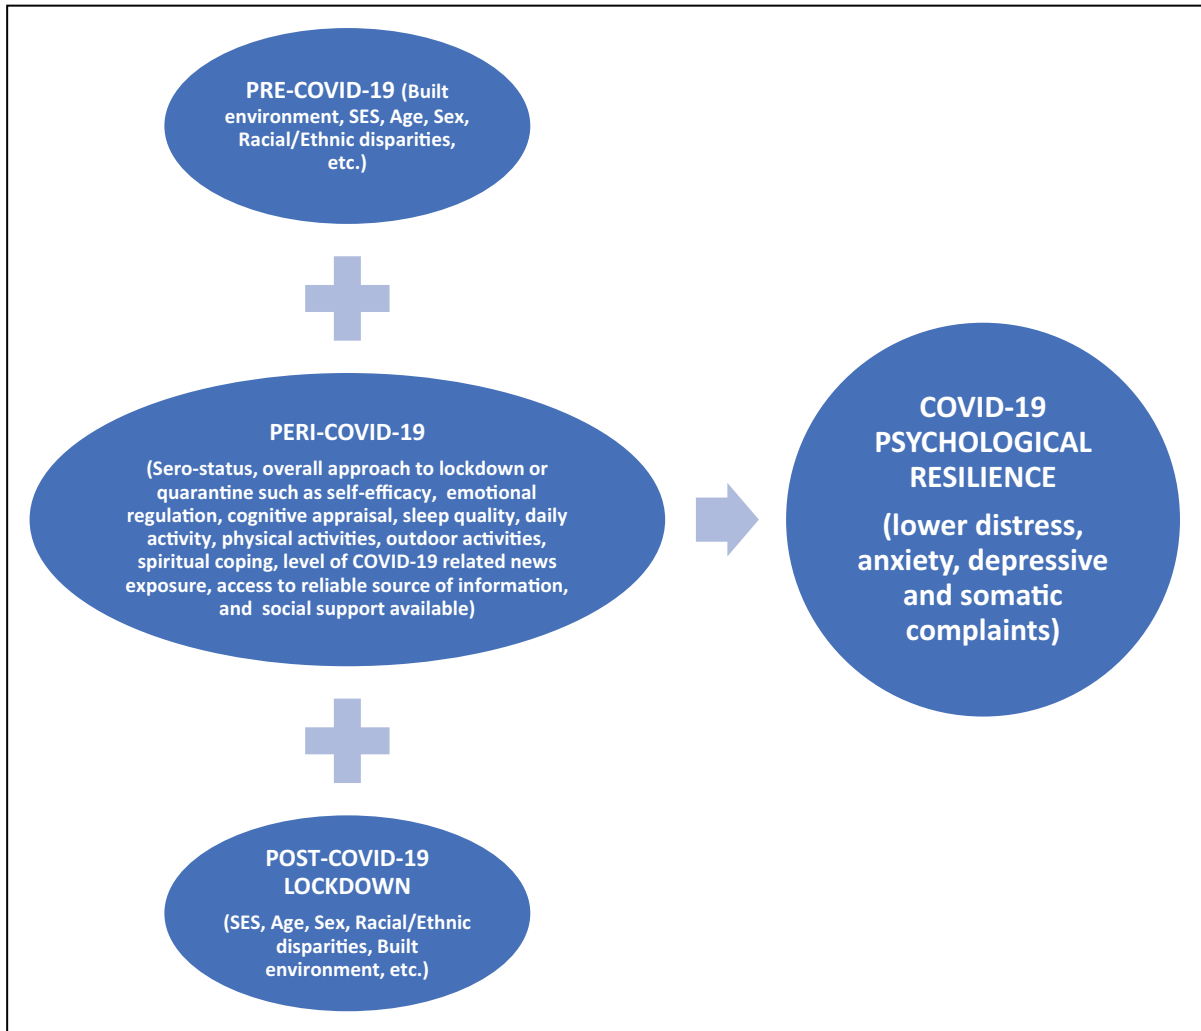 PRE-COVID-19 (Built
environment, SES, Age, Sex,
Racial/Ethnic disparities,
etc.)
PERI-COVID-19
(Sero-status, overall approach to lockdown or
quarantine such as self-efficacy, emotional
regulation, cognitive appraisal, sleep quality, daily
activity, physical activities, outdoor activities,
spiritual coping, level of COVID-19 related news
exposure, access to reliable source of information,
and social support available)
POST-COVID-19
LOCKDOWN
(SES, Age, Sex, Racial/Ethnic
disparities, Built
environment, etc.)
COVID-19
PSYCHOLOGICAL
RESILIENCE
(lower distress,
anxiety, depressive
and somatic
complaints)